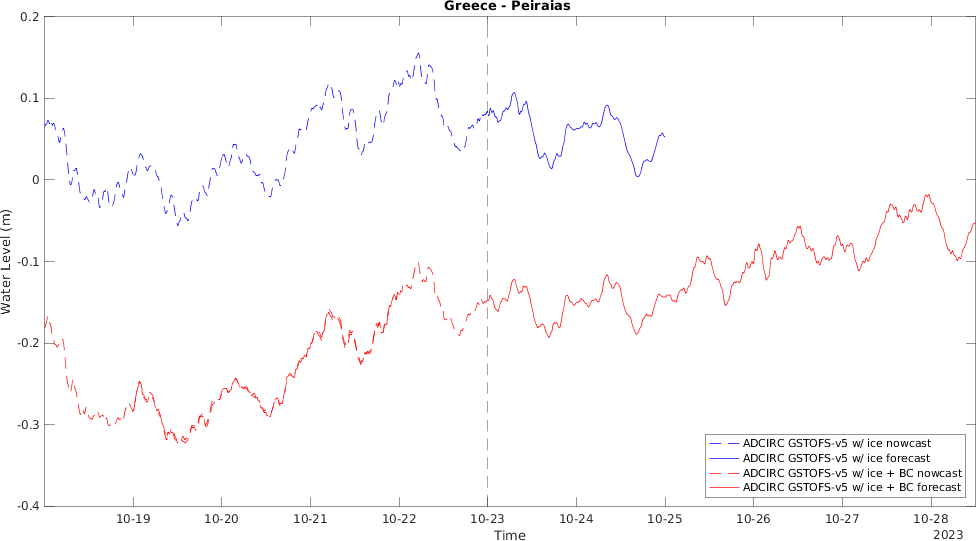 Greece - Peiraias
0.2
0.1
0
-0.1
-0.2
-0.3
-0.4
Water Level (m)
ADCIRC GSTOFS-v5 w/ ice nowcast
ADCIRC GSTOFS-v5 w/ ice forecast
ADCIRC GSTOFS-v5 w/ ice + BC nowcast
ADCIRC GSTOFS-v5 w/ ice + BC forecast
10-19 10-20 10-21 10-22 10-23 10-24 10-25 10-26 10-27 10-28
Time
2023